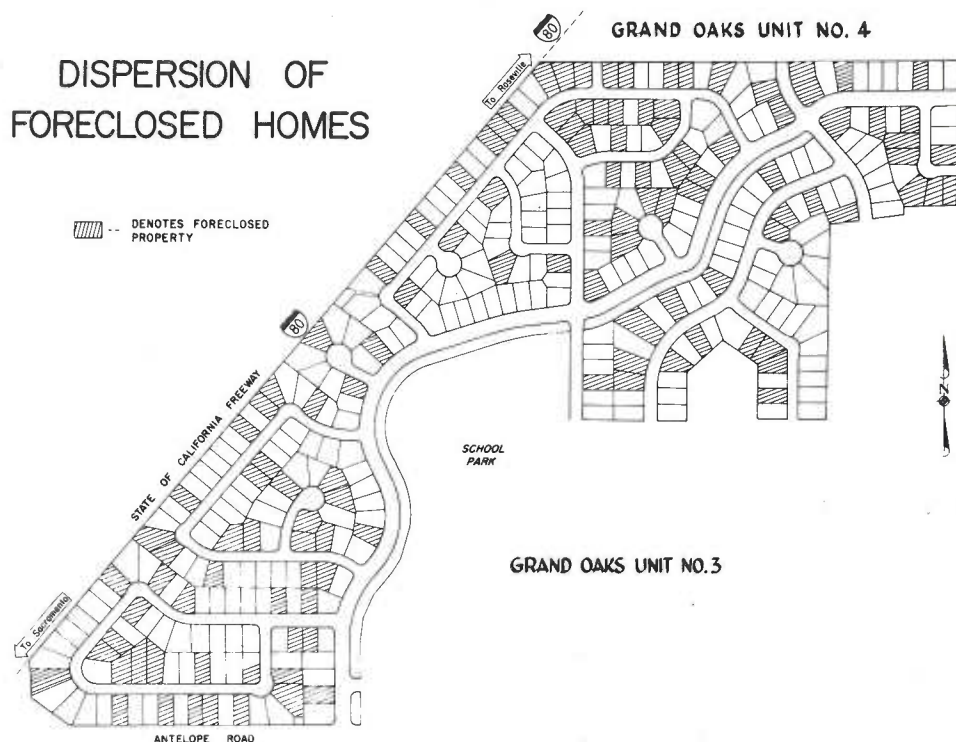 DISPERSION OF
FORECLOSED HOMES
DENOTES FORECLOSED
PROPERTY
GRAND OAKS UNIT NO. 4
80
To Roseville
80
STATE OF CALIFORNIA FREEWAY
SCHOOL
PARK
N
GRAND OAKS UNIT NO.3
To Sacramento
ANTELOPE ROAD